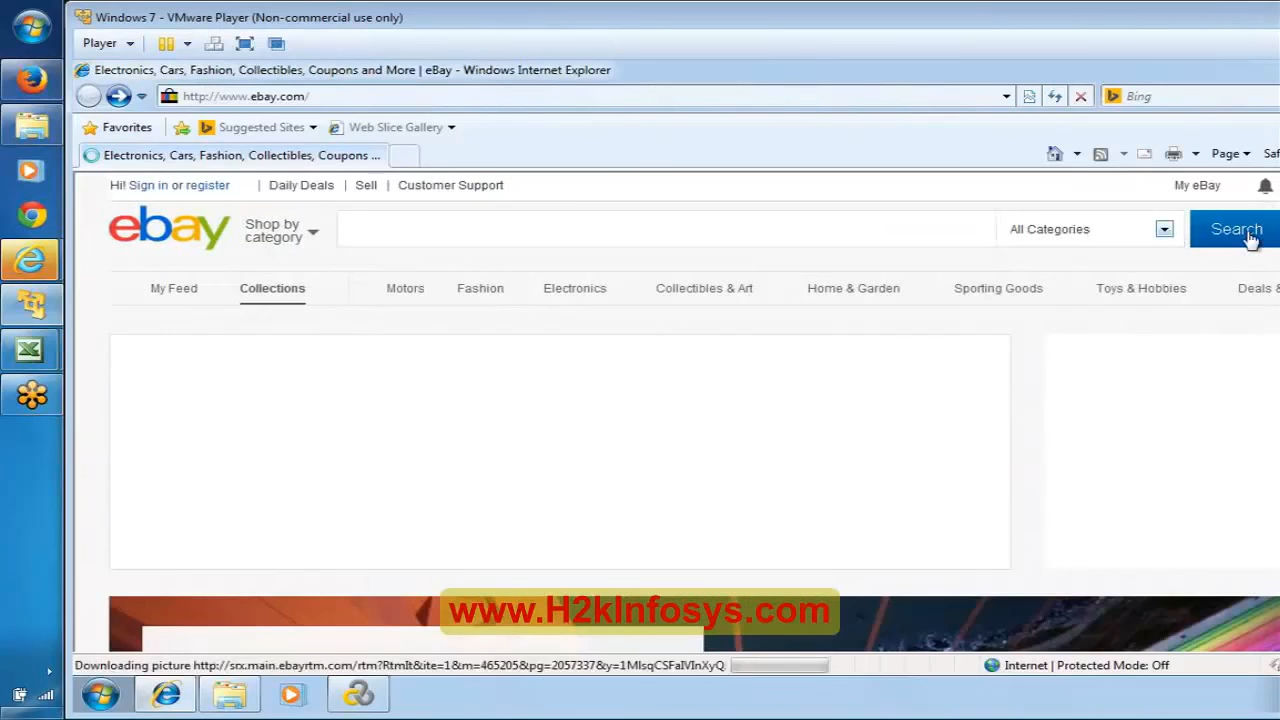 Windows 7 - VMware Player (Non-commercial use only)
Player
Electronics, Cars, Fashion, Collectibles, Coupons and More | eBay - Windows Internet Explorer
http://www.ebay.com/
Bing
Favorites Suggested Sites Web Slice Gallery
Electronics, Cars, Fashion, Collectibles, Coupons ... Page Saf
Hi! Sign in or register | Daily Deals | Sell | Customer Support My eBay
ebay Shop by category All Categories Search
My Feed Collections Motors Fashion Electronics Collectibles & Art Home & Garden Sporting Goods Toys & Hobbies Deals &
www.H2kInfosys.com
Internet | Protected Mode: Off